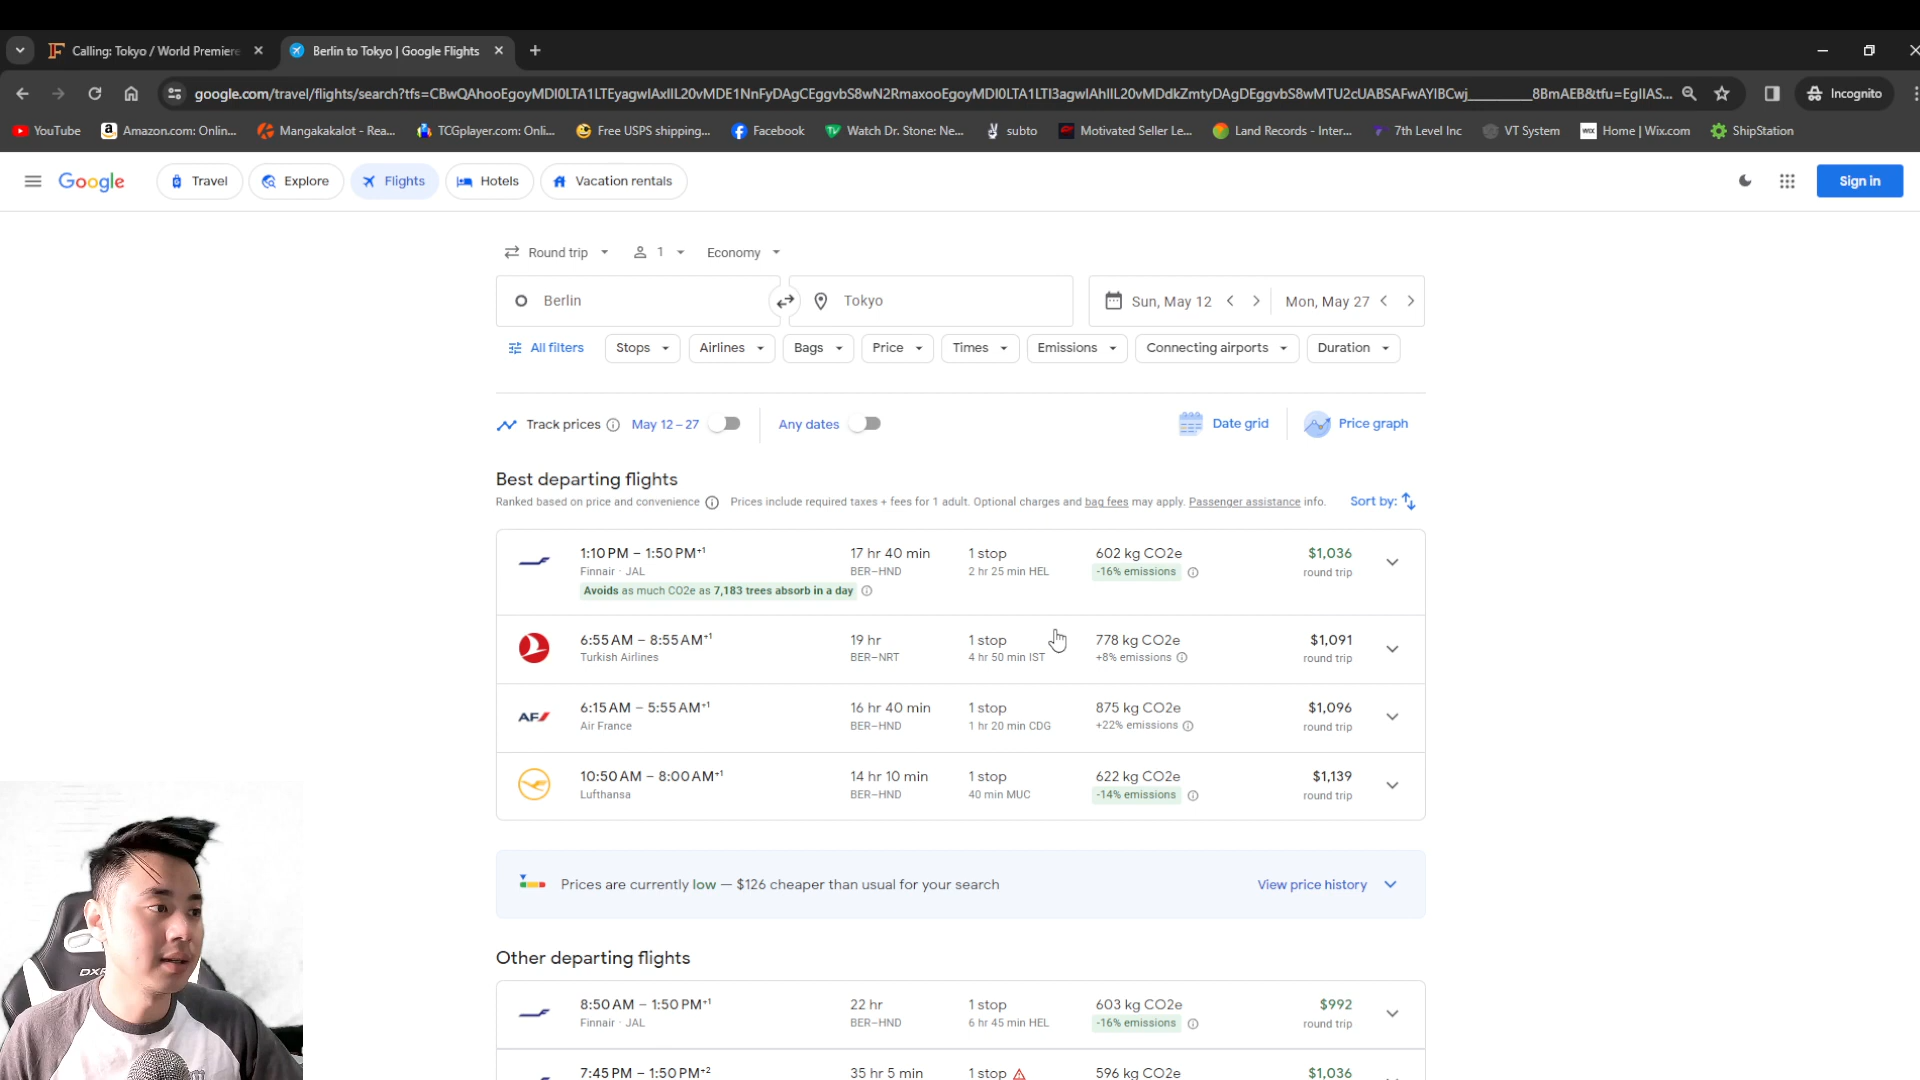 Calling: Tokyo / World Premiere
Berlin to Tokyo | Google Flights
google.com/travel/flights/search?tfs=CBwQAhooEgoyMDI0LTA1LTEyagwIAxIIL20vMDE1NnFyDAgCEggvbS8wN2RmaxooEgoyMDI0LTA1LTI3agwIAhIIL20vMDdkZmtyDAgDEggvbS8wMTU2cUABSAFwAYIBCwj___________8BmAEB&tfu=EgIIAS...
Incognito
YouTube Amazon.com: Onlin... Mangakakalot - Rea... TCGplayer.com: Onli... Free USPS shipping,... Facebook Watch Dr. Stone: Ne... subto Motivated Seller Le... Land Records - Inter... 7th Level Inc VT System WIX Home | Wix.com ShipStation
Google Travel Explore Flights Hotels Vacation rentals Sign in
Round trip 1 Economy
Berlin Tokyo Sun, May 12 Mon, May 27
All filters Stops Airlines Bags Price Times Emissions Connecting airports Duration
Track prices May 12 – 27 Any dates Date grid Price graph
Best departing flights
Ranked based on price and convenience Prices include required taxes + fees for 1 adult. Optional charges and bag fees may apply. Passenger assistance info. Sort by:
1:10 PM – 1:50 PM+1 17 hr 40 min 1 stop 602 kg CO2e $1,036
Finnair · JAL BER–HND 2 hr 25 min HEL -16% emissions round trip
Avoids as much CO2e as 7,183 trees absorb in a day
6:55 AM – 8:55 AM+1 19 hr 1 stop 778 kg CO2e $1,091
Turkish Airlines BER–NRT 4 hr 50 min IST +8% emissions round trip
AF 6:15 AM – 5:55 AM+1 16 hr 40 min 1 stop 875 kg CO2e $1,096
Air France BER–HND 1 hr 20 min CDG +22% emissions round trip
10:50 AM – 8:00 AM+1 14 hr 10 min 1 stop 622 kg CO2e $1,139
Lufthansa BER–HND 40 min MUC -14% emissions round trip
Prices are currently low — $126 cheaper than usual for your search View price history
Other departing flights
8:50 AM – 1:50 PM+1 22 hr 1 stop 603 kg CO2e $992
Finnair · JAL BER–HND 6 hr 45 min HEL -16% emissions round trip
7:45 PM – 1:50 PM+2 35 hr 5 min 1 stop 596 kg CO2e $1,036